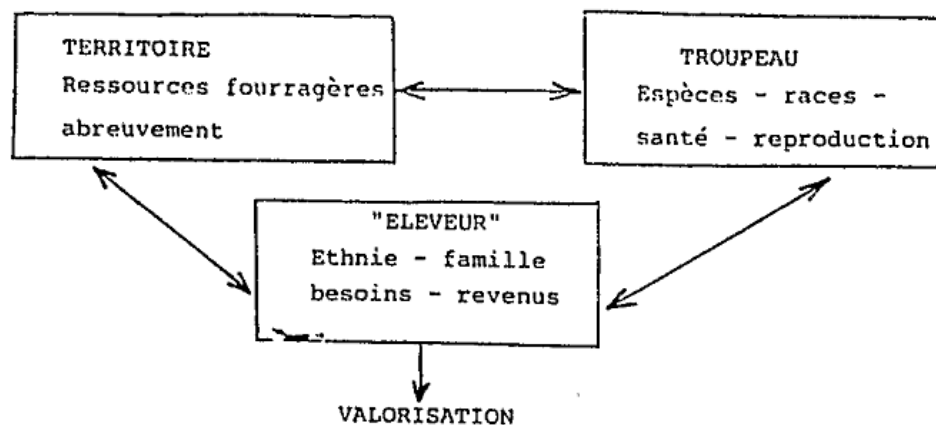 TERRITOIRE
Ressources fourragères
abreuvement
TROUPEAU
Espèces - races -
santé - reproduction
"ELEVEUR"
Ethnie - famille
besoins - revenus
VALORISATION